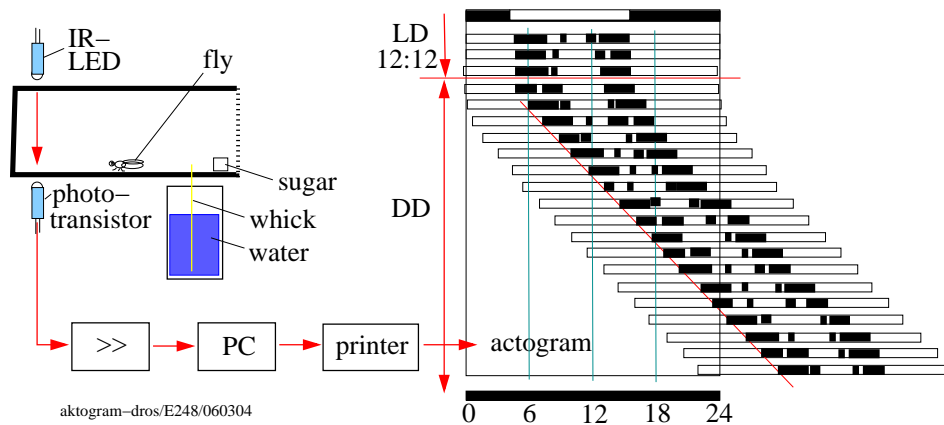 IR–
LED
fly
sugar
photo–
transistor
whick
water
>>
PC
printer
actogram
aktogram–dros/E248/060304
LD
12:12
DD
0 6 12 18 24